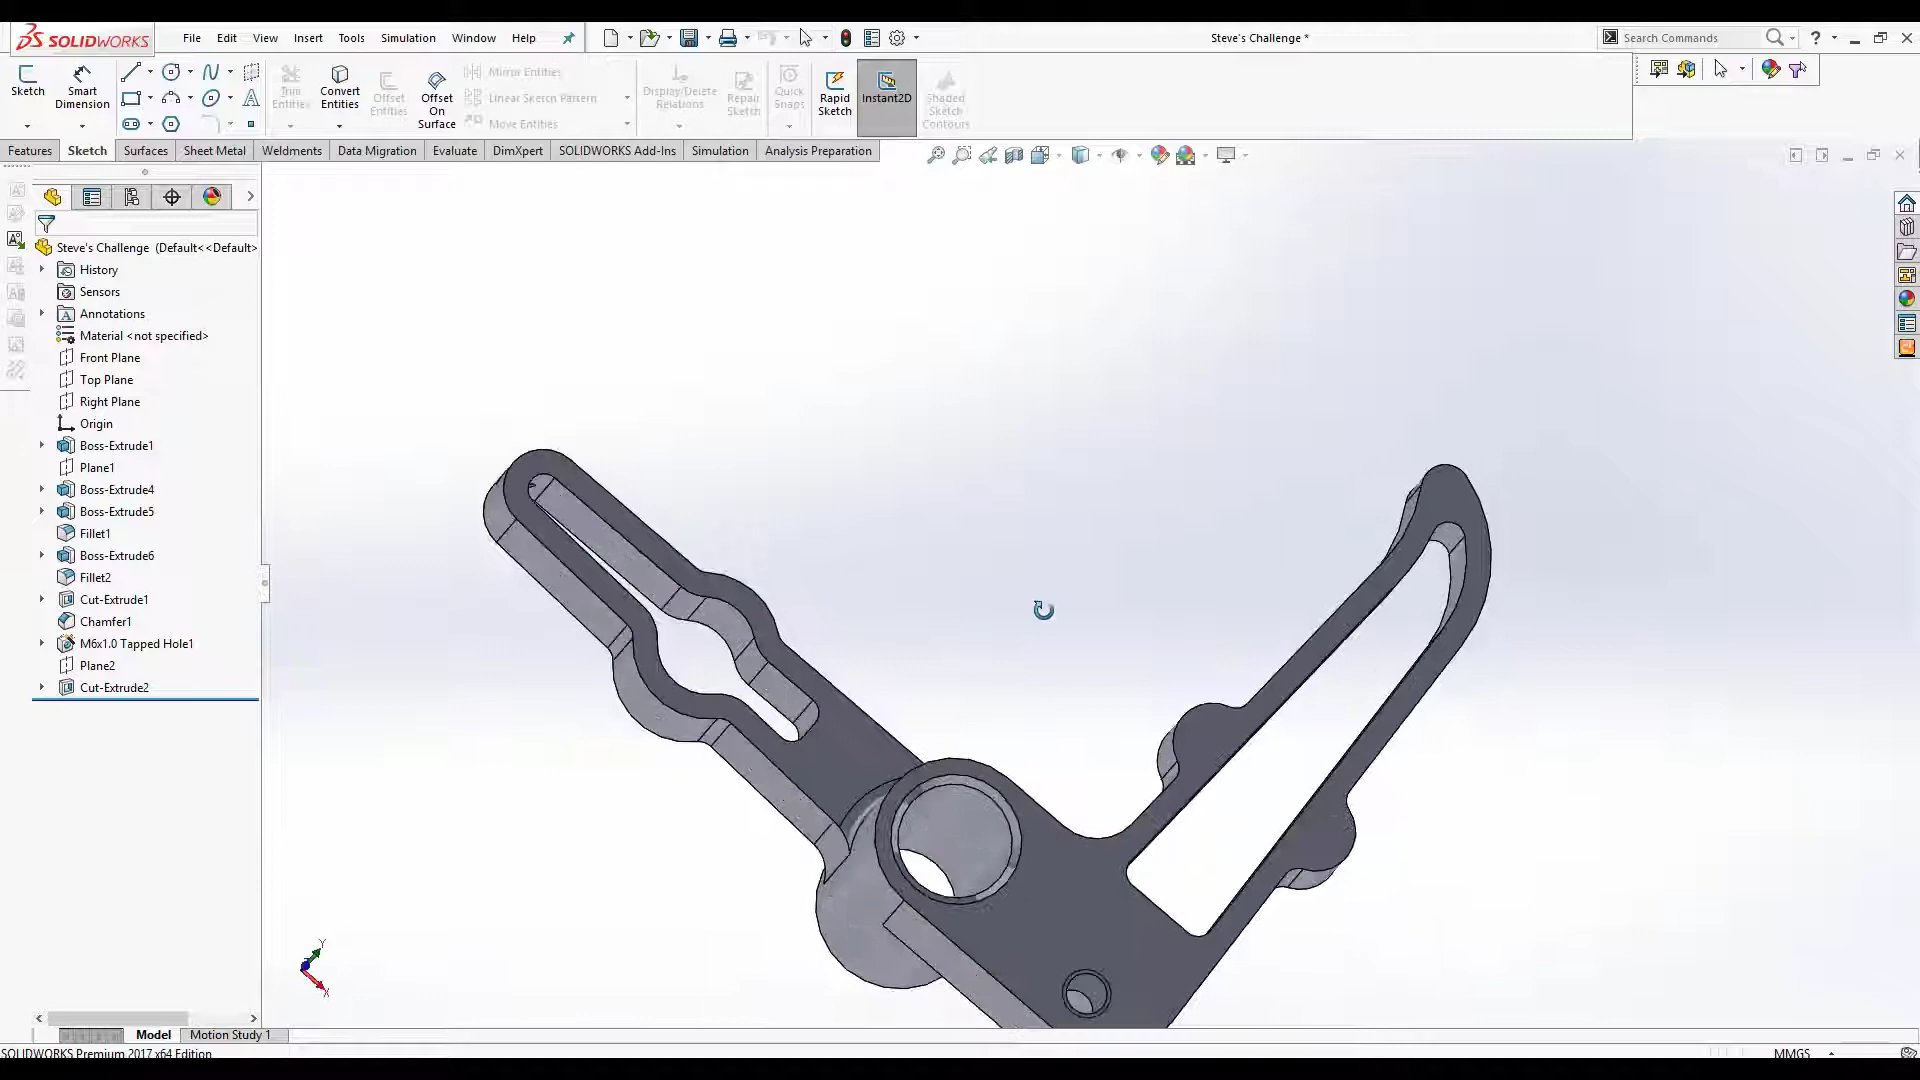 SOLIDWORKS
File Edit View Insert Tools Simulation Window Help
Steve's Challenge *
Search Commands
Sketch
Smart Dimension
Trim Entities
Convert Entities
Offset Entities
Offset On Surface
Mirror Entities
Linear Sketch Pattern
Move Entities
Display/Delete Relations
Repair Sketch
Quick Snaps
Rapid Sketch
Instant2D
Shaded Sketch Contours
Features Sketch Surfaces Sheet Metal Weldments Data Migration Evaluate DimXpert SOLIDWORKS Add-Ins Simulation Analysis Preparation
Steve's Challenge (Default<<Default>
History
Sensors
Annotations
Material <not specified>
Front Plane
Top Plane
Right Plane
Origin
Boss-Extrude1
Plane1
Boss-Extrude4
Boss-Extrude5
Fillet1
Boss-Extrude6
Fillet2
Cut-Extrude1
Chamfer1
M6x1.0 Tapped Hole1
Plane2
Cut-Extrude2
Y
X
Model Motion Study 1
SOLIDWORKS Premium 2017 x64 Edition
MMGS